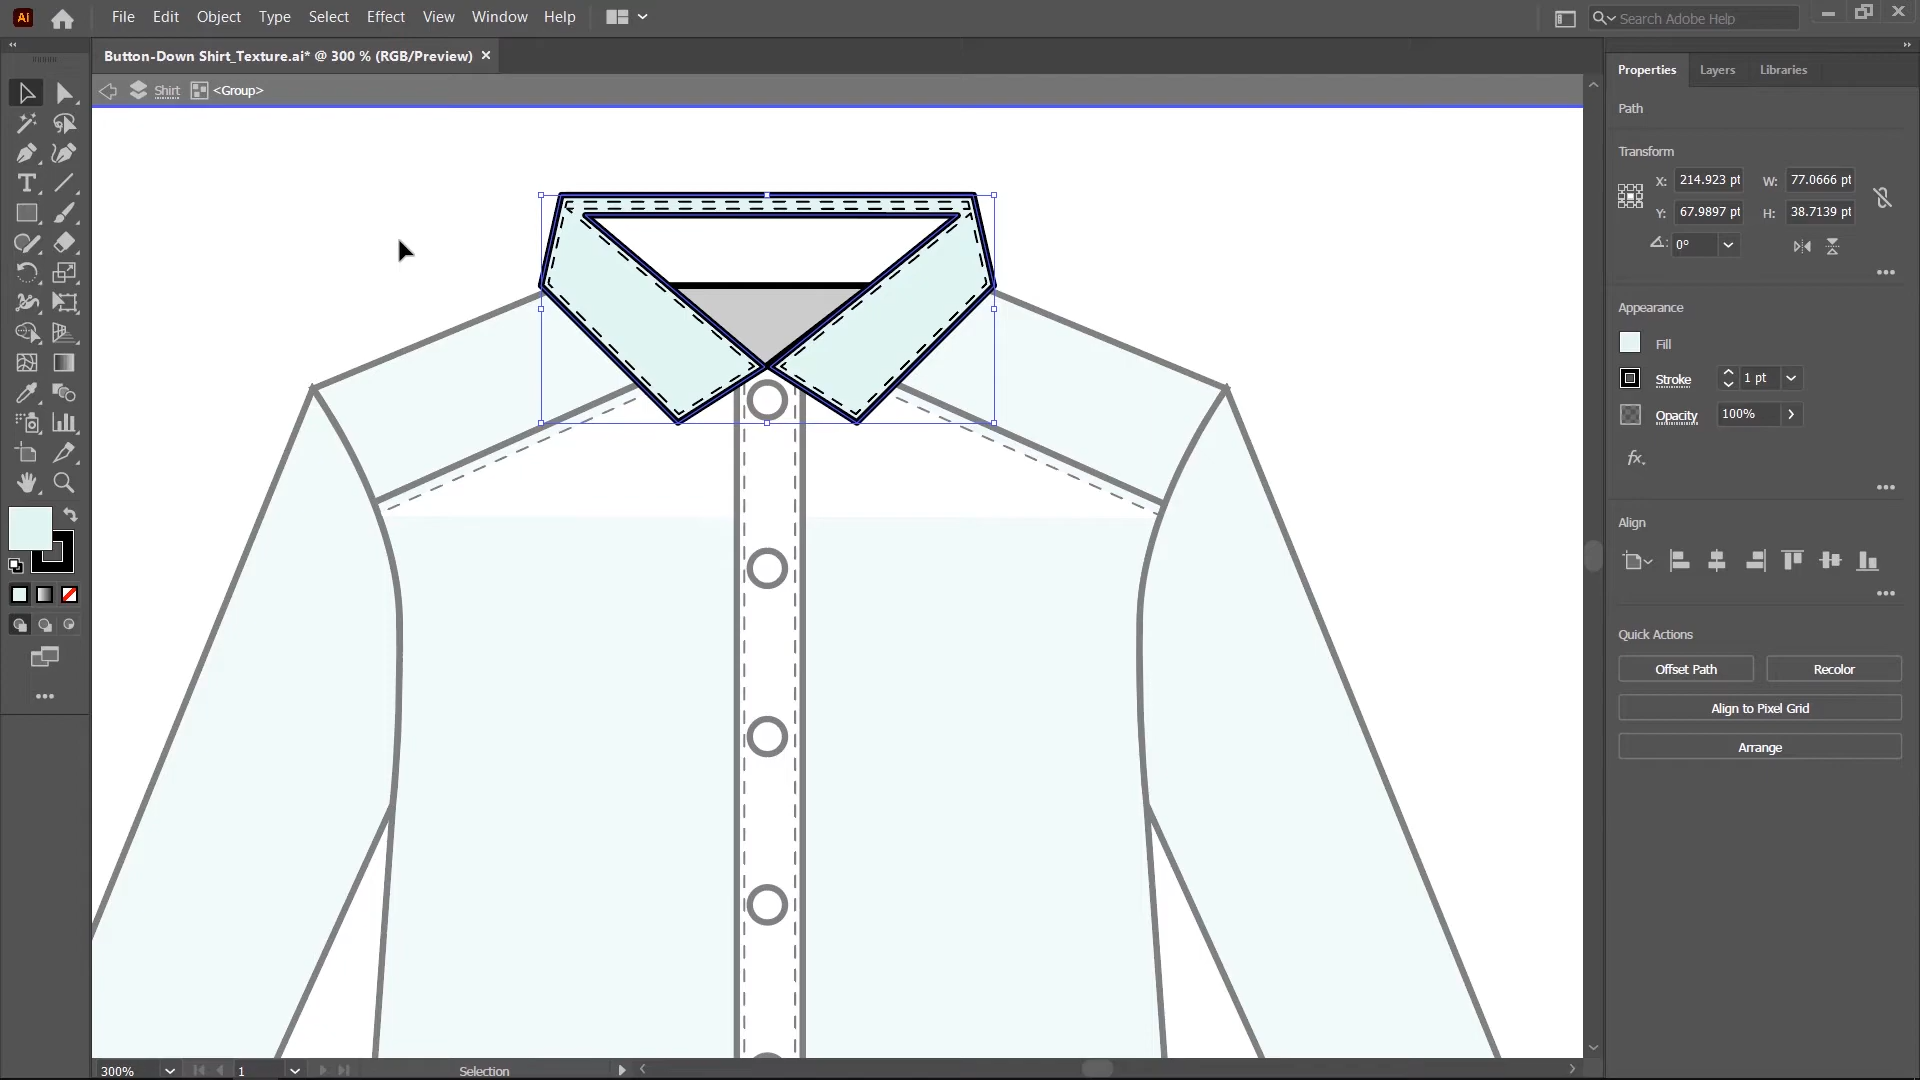 Ai
File Edit Object Type Select Effect View Window Help
Search Adobe Help
Button-Down Shirt_Texture.ai* @ 300 % (RGB/Preview) ×
Shirt <Group>
Properties Layers Libraries
Path
Transform
X: 214.923 pt W: 77.0666 pt
Y: 67.9897 pt H: 38.7139 pt
0°
Appearance
Fill
Stroke 1 pt
Opacity 100%
fx.
Align
Quick Actions
Offset Path Recolor
Align to Pixel Grid
Arrange
300% 1 Selection